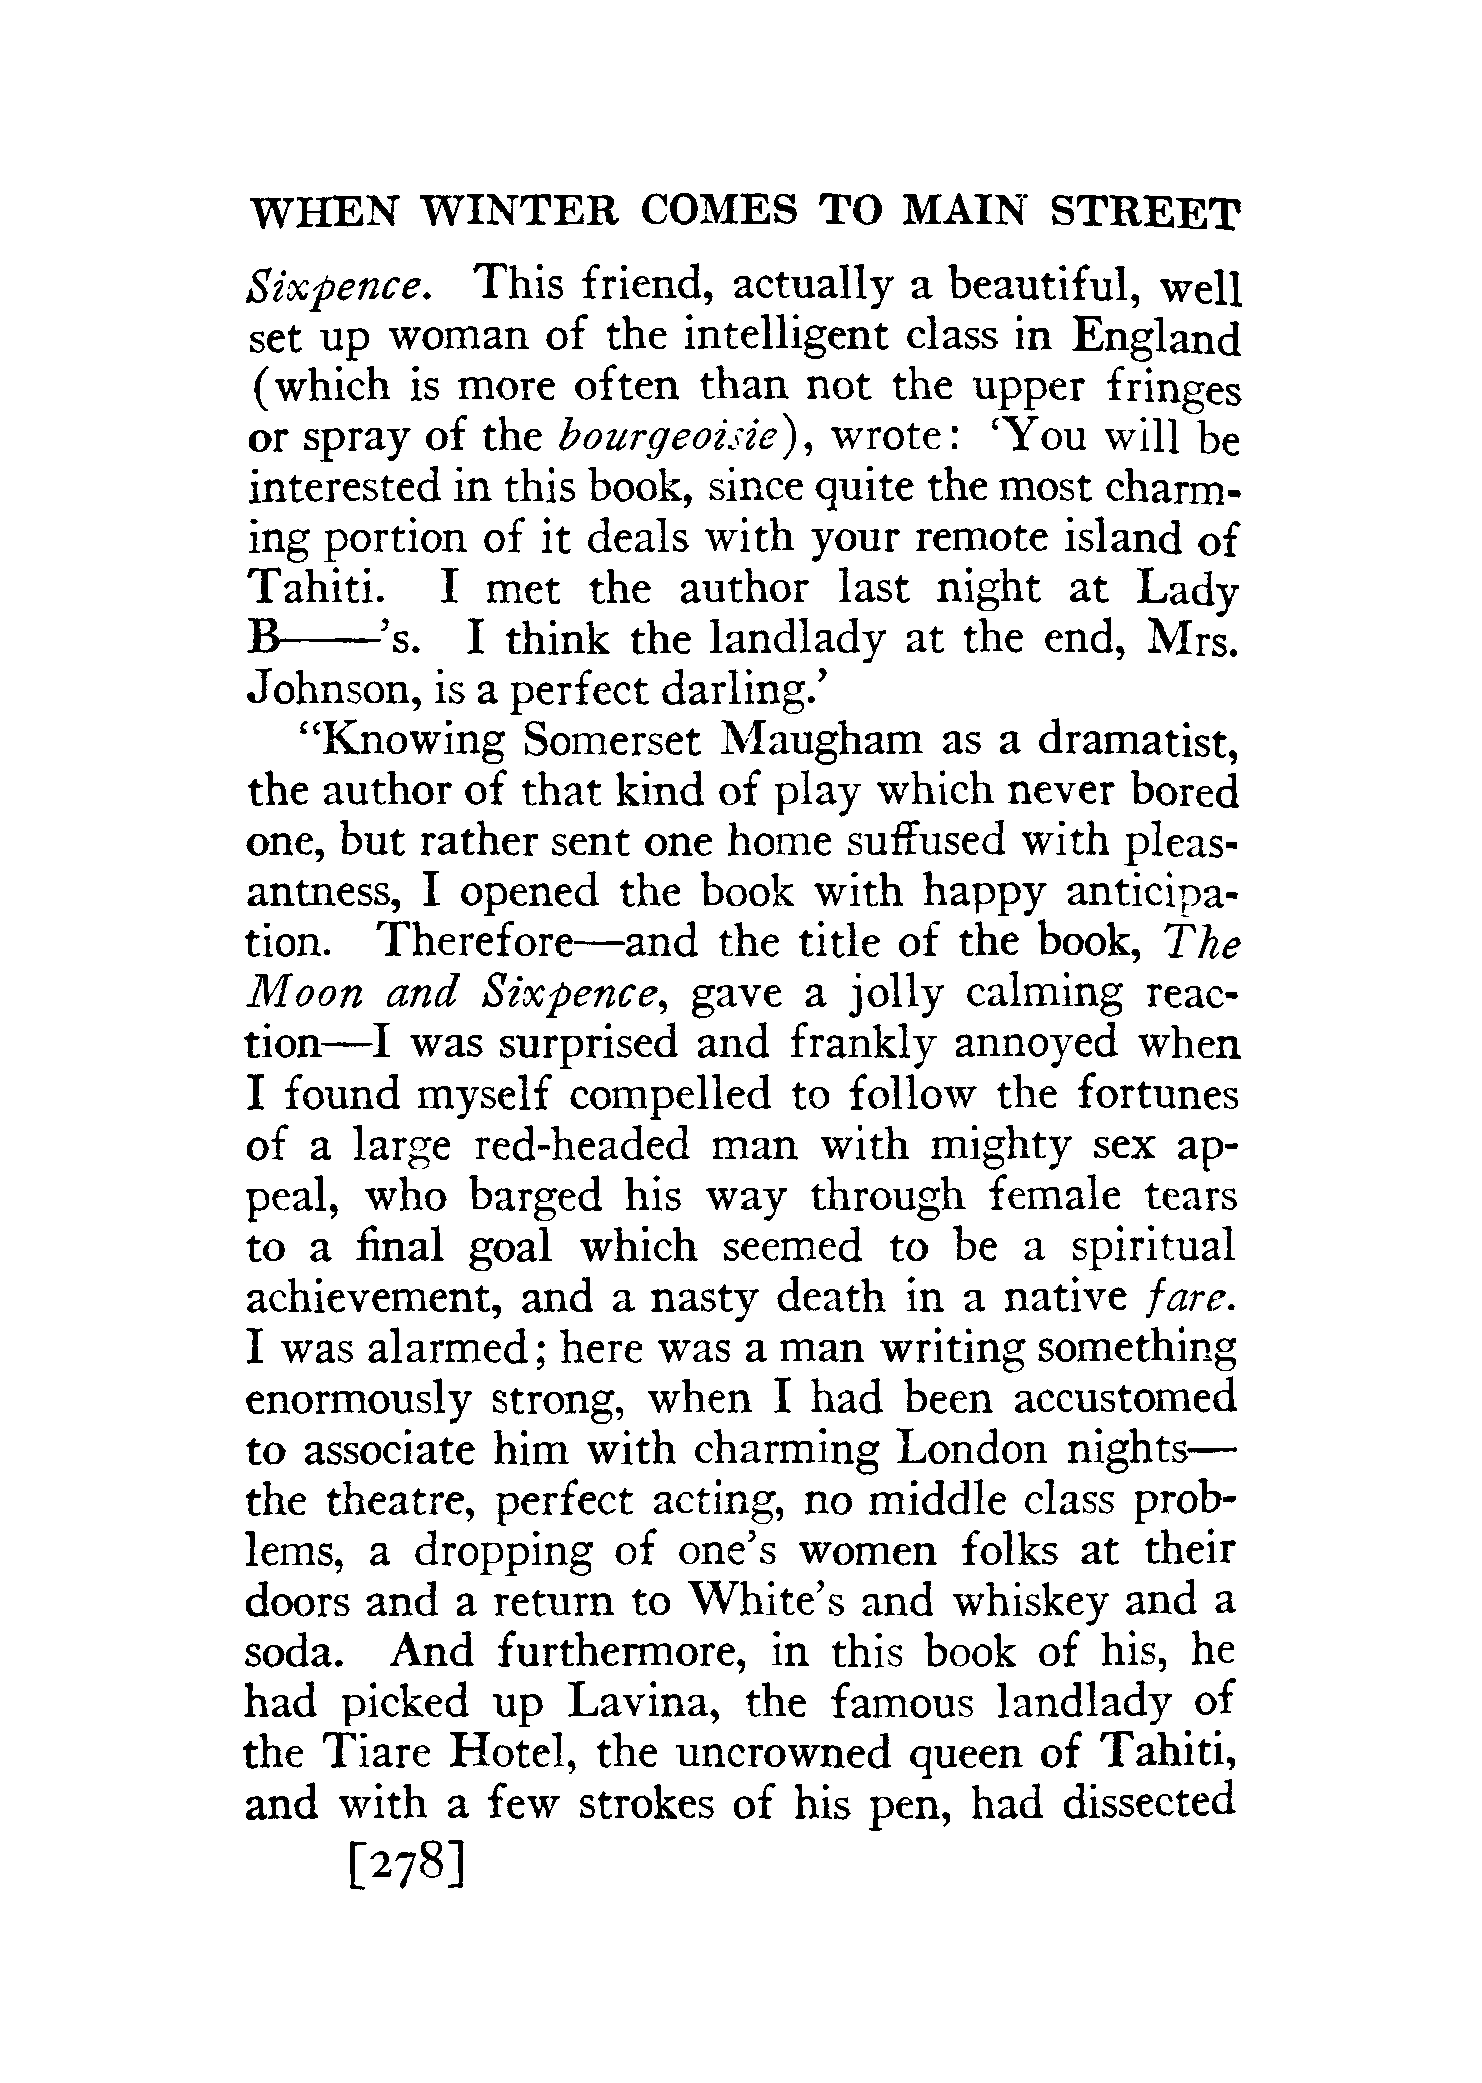 WHEN WINTER COMES TO MAIN STREET
Sixpence. This friend, actually a beautiful, well
set up woman of the intelligent class in England
(which is more often than not the upper fringes
or spray of the bourgeoisie), wrote: ‘You will be
interested in this book, since quite the most charm-
ing portion of it deals with your remote island of
Tahiti. I met the author last night at Lady
B——’s. I think the landlady at the end, Mrs.
Johnson, is a perfect darling.’
“Knowing Somerset Maugham as a dramatist,
the author of that kind of play which never bored
one, but rather sent one home suffused with pleas-
antness, I opened the book with happy anticipa-
tion. Therefore—and the title of the book, The
Moon and Sixpence, gave a jolly calming reac-
tion—I was surprised and frankly annoyed when
I found myself compelled to follow the fortunes
of a large red-headed man with mighty sex ap-
peal, who barged his way through female tears
to a final goal which seemed to be a spiritual
achievement, and a nasty death in a native fare.
I was alarmed; here was a man writing something
enormously strong, when I had been accustomed
to associate him with charming London nights—
the theatre, perfect acting, no middle class prob-
lems, a dropping of one’s women folks at their
doors and a return to White’s and whiskey and a
soda. And furthermore, in this book of his, he
had picked up Lavina, the famous landlady of
the Tiare Hotel, the uncrowned queen of Tahiti,
and with a few strokes of his pen, had dissected
[278]